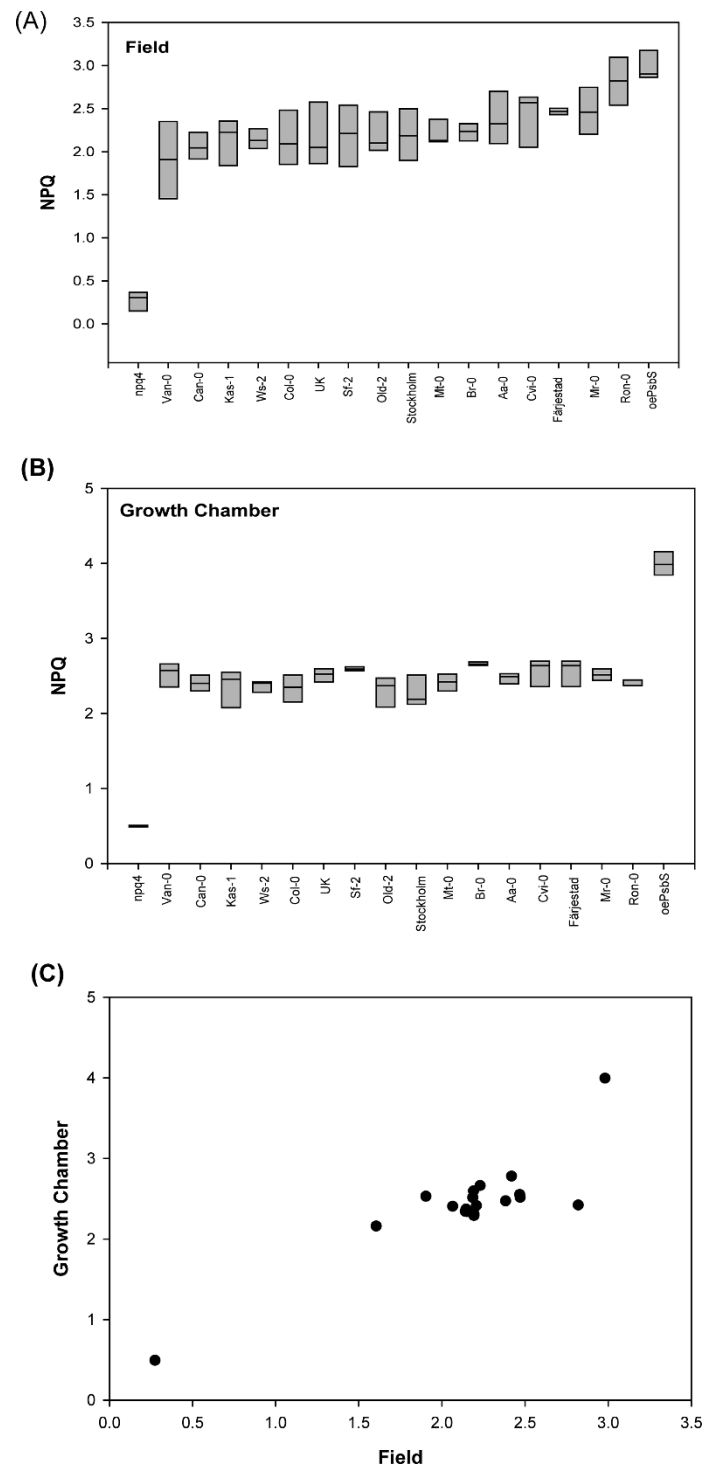 (A)
Field
NPQ
3.5
3.0
2.5
2.0
1.5
1.0
0.5
0.0
npq4
Van-0
Can-0
Kas-1
Ws-2
Col-0
UK
Sf-2
Old-2
Stockholm
Mt-0
Br-0
Aa-0
Cvi-0
Färjestad
Mr-0
Ron-0
oePsbS
(B)
Growth Chamber
NPQ
5
4
3
2
1
0
npq4
Van-0
Can-0
Kas-1
Ws-2
Col-0
UK
Sf-2
Old-2
Stockholm
Mt-0
Br-0
Aa-0
Cvi-0
Färjestad
Mr-0
Ron-0
oePsbS
(C)
Growth Chamber
5
4
3
2
1
0
0.0 0.5 1.0 1.5 2.0 2.5 3.0 3.5
Field